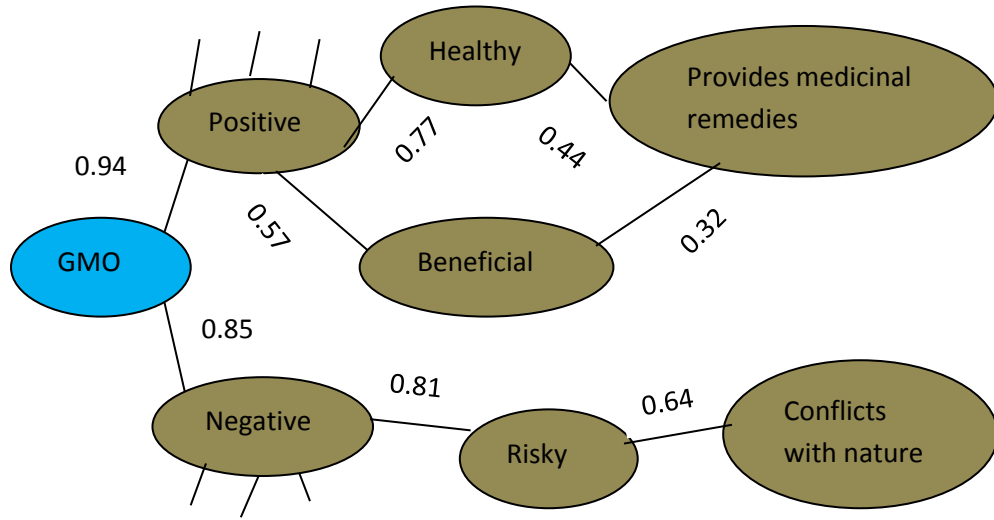 Healthy
Provides medicinal
remedies
Positive
0.77
0.44
0.94
0.57
0.32
GMO
Beneficial
0.85
0.81
0.64
Negative
Risky
Conflicts
with nature